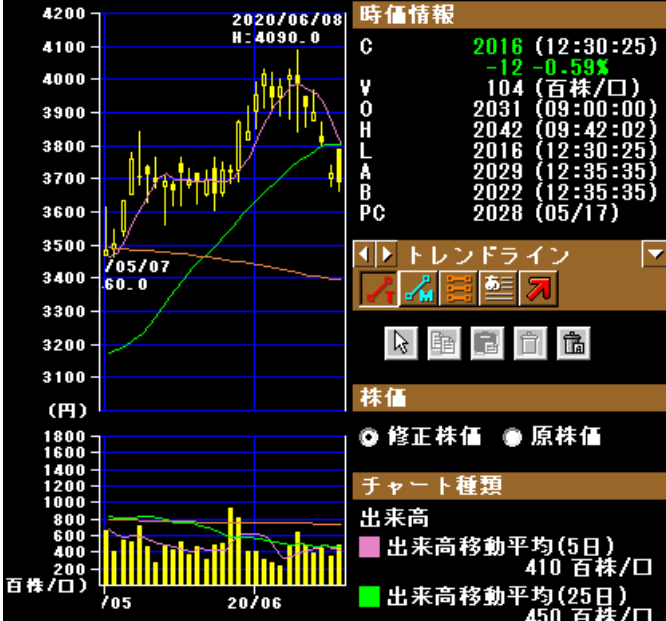 4200
2020/06/08
H:4090.0
4100
4000
3900
3800
3700
3600
3500
/05/07
60.0
3400
3300
3200
3100
(円)
1800
1600
1400
1200
1000
800
600
400
200
百株/口)
/05
20/06
時価情報
C 2016 (12:30:25)
-12 -0.59%
V 104 (百株/口)
O 2031 (09:00:00)
H 2042 (09:42:02)
L 2016 (12:30:25)
A 2029 (12:35:35)
B 2022 (12:35:35)
PC 2028 (05/17)
トレンドライン
T
M
あ
株価
修正株価
原株価
チャート種類
出来高
出来高移動平均(5日)
410 百株/口
出来高移動平均(25日)
450 百株/口